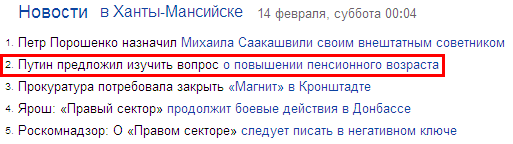 Новости в Ханты-Мансийске 14 февраля, суббота 00:04
1. Петр Порошенко назначил Михаила Саакашвили своим внештатным советником
2. Путин предложил изучить вопрос о повышении пенсионного возраста
3. Прокуратура потребовала закрыть «Магнит» в Кронштадте
4. Ярош: «Правый сектор» продолжит боевые действия в Донбассе
5. Роскомнадзор: О «Правом секторе» следует писать в негативном ключе